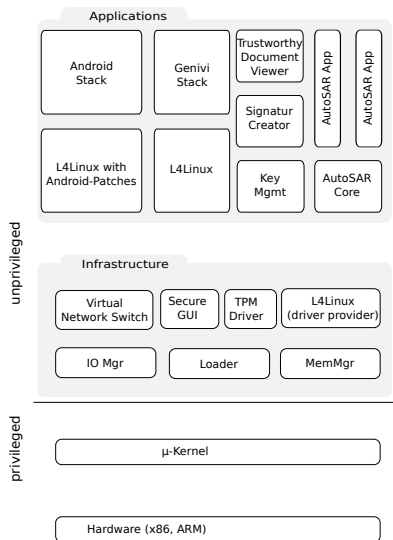 Applications
Android
Stack
Genivi
Stack
Trustworthy
Document
Viewer
AutoSAR App
AutoSAR App
Signatur
Creator
L4Linux with
Android-Patches
L4Linux
Key
Mgmt
AutoSAR
Core
unprivileged
Infrastructure
Virtual
Network Switch
Secure
GUI
TPM
Driver
L4Linux
(driver provider)
IO Mgr
Loader
MemMgr
privileged
µ-Kernel
Hardware (x86, ARM)